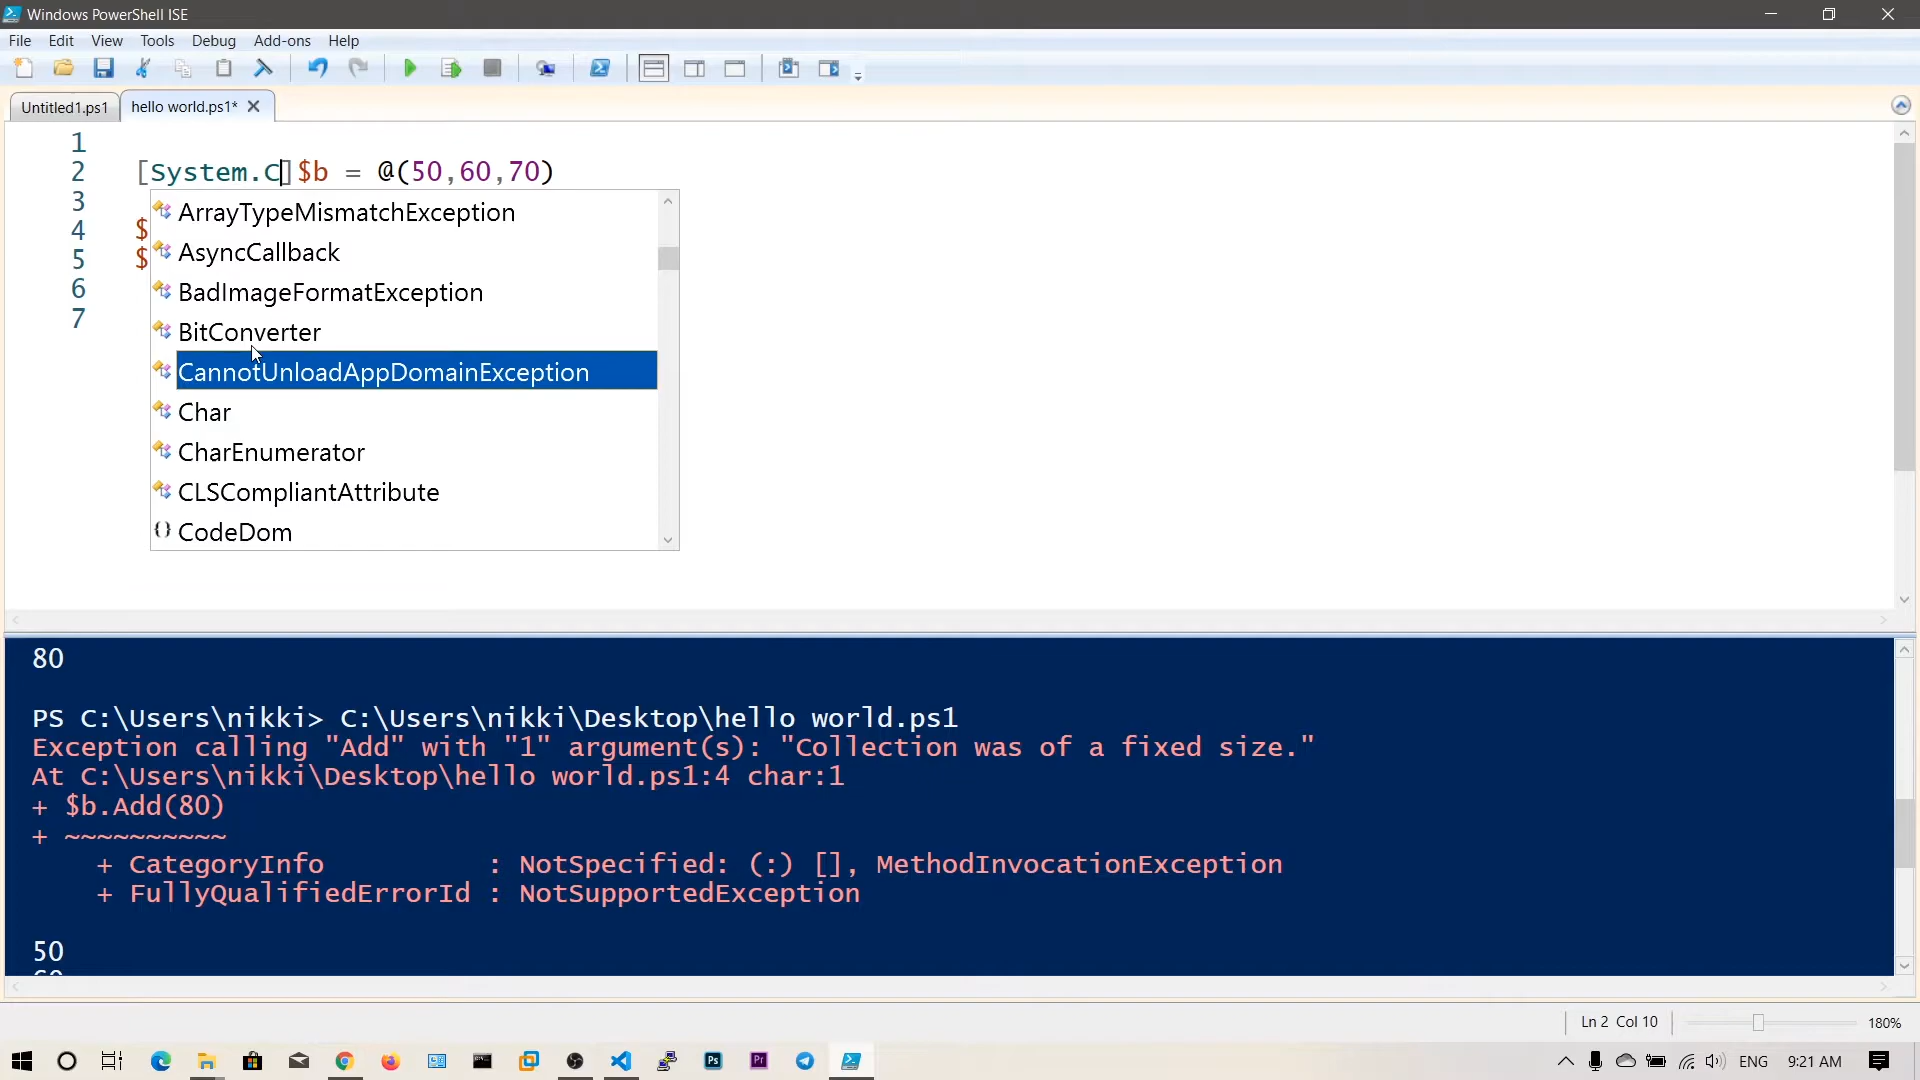 Windows PowerShell ISE
File Edit View Tools Debug Add-ons Help
Untitled1.ps1 hello world.ps1*
1
2 [System.C]$b = @(50,60,70)
3
4 $
5 $
6
7
ArrayTypeMismatchException
AsyncCallback
BadImageFormatException
BitConverter
CannotUnloadAppDomainException
Char
CharEnumerator
CLSCompliantAttribute
{} CodeDom
80
PS C:\Users\nikki> C:\Users\nikki\Desktop\hello world.ps1
Exception calling "Add" with "1" argument(s): "Collection was of a fixed size."
At C:\Users\nikki\Desktop\hello world.ps1:4 char:1
+ $b.Add(80)
+ ~~~~~~~~~~
+ CategoryInfo : NotSpecified: (:) [], MethodInvocationException
+ FullyQualifiedErrorId : NotSupportedException
50
Ln 2 Col 10 180%
Ps Pr ENG 9:21 AM